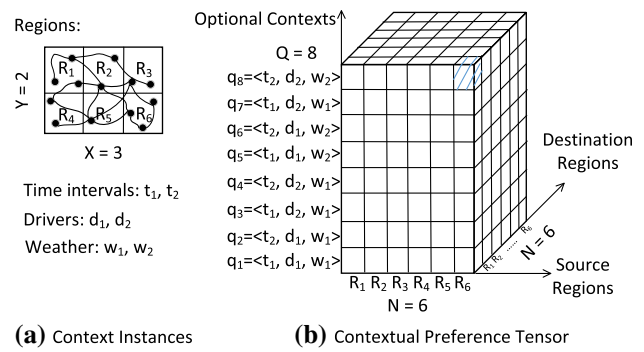 Regions:
R₁ R₂ R₃
R₄ R₅ R₆
Y = 2
X = 3
Time intervals: t₁, t₂
Drivers: d₁, d₂
Weather: w₁, w₂
(a) Context Instances
Optional Contexts
Q = 8
q₈=<t₂, d₂, w₂>
q₇=<t₂, d₂, w₁>
q₆=<t₂, d₁, w₂>
q₅=<t₂, d₁, w₂>
q₄=<t₂, d₂, w₁>
q₃=<t₁, d₂, w₁>
q₂=<t₂, d₁, w₁>
q₁=<t₁, d₁, w₁>
R₁ R₂ R₃ R₄ R₅ R₆
N = 6
R₁ R₂ ...... R₆
N = 6
Destination
Regions
Source
Regions
(b) Contextual Preference Tensor